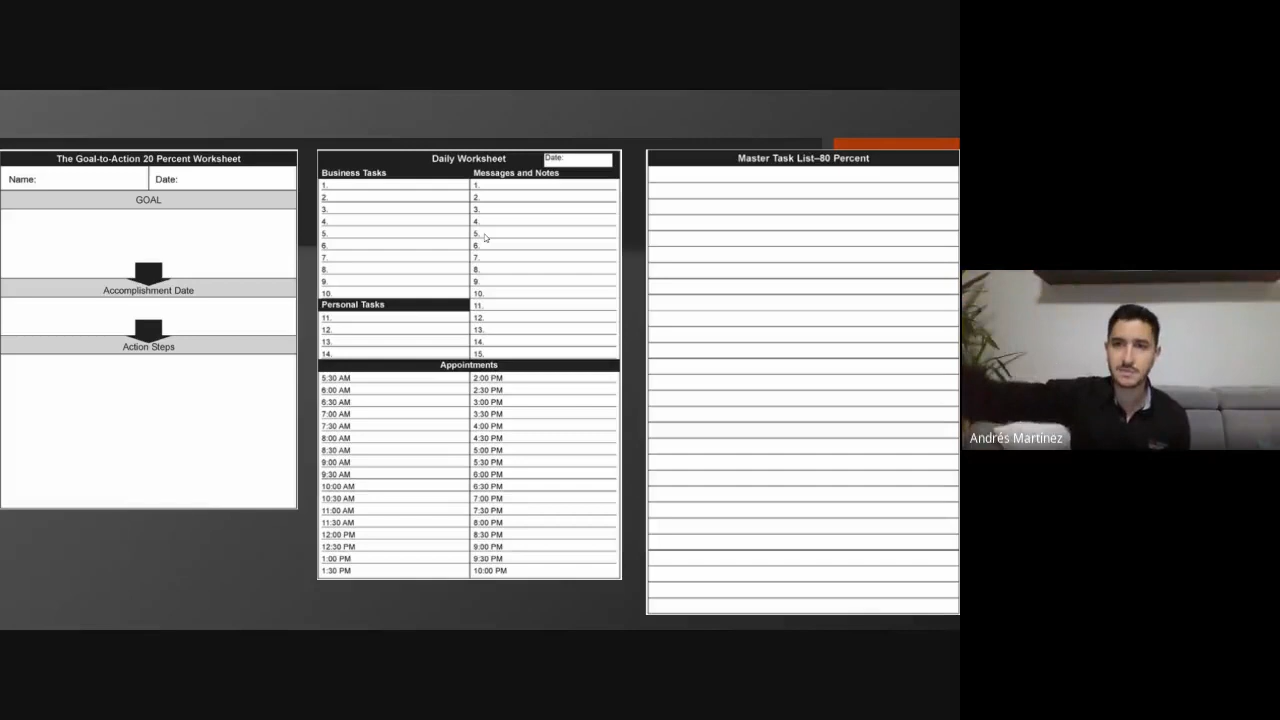 The Goal-to-Action 20 Percent Worksheet
Name:
Date:
GOAL
Accomplishment Date
Action Steps
Daily Worksheet
Date:
Business Tasks
1.
2.
3.
4.
5.
6.
7.
8.
9.
10.
Personal Tasks
11.
12.
13.
14.
Messages and Notes
1.
2.
3.
4.
5.
6.
7.
8.
9.
10.
11.
12.
13.
14.
15.
Appointments
5:30 AM
6:00 AM
6:30 AM
7:00 AM
7:30 AM
8:00 AM
8:30 AM
9:00 AM
9:30 AM
10:00 AM
10:30 AM
11:00 AM
11:30 AM
12:00 PM
12:30 PM
1:00 PM
1:30 PM
2:00 PM
2:30 PM
3:00 PM
3:30 PM
4:00 PM
4:30 PM
5:00 PM
5:30 PM
6:00 PM
6:30 PM
7:00 PM
7:30 PM
8:00 PM
8:30 PM
9:00 PM
9:30 PM
10:00 PM
Master Task List–80 Percent
Andrés Martínez